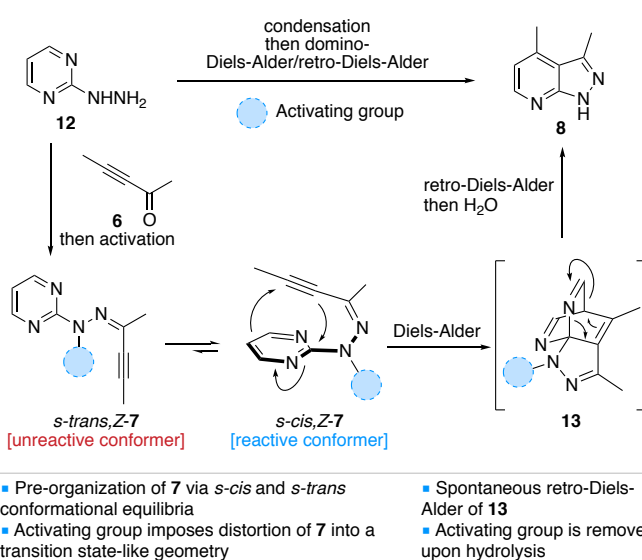 condensation
then domino-
Diels-Alder/retro-Diels-Alder
N
N
NHNH₂
12
Activating group
N
N
N
H
8
6
O
then activation
retro-Diels-Alder
then H₂O
N
N
N
N
s-trans,Z-7
[unreactive conformer]
N
N
N
N
s-cis,Z-7
[reactive conformer]
Diels-Alder
N
N
N
N
13
▪ Pre-organization of 7 via s-cis and s-trans
conformational equilibria
▪ Activating group imposes distortion of 7 into a
transition state-like geometry
▪ Spontaneous retro-Diels-
Alder of 13
▪ Activating group is remove
upon hydrolysis